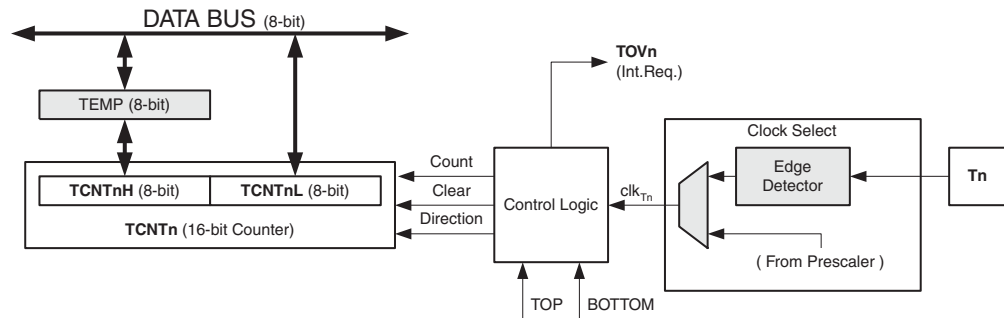 DATA BUS (8-bit)
TOVn
(Int.Req.)
TEMP (8-bit)
Clock Select
Count
Edge
Detector
Tn
TCNTnH (8-bit)
TCNTnL (8-bit)
Clear
Control Logic
clkTn
Direction
TCNTn (16-bit Counter)
( From Prescaler )
TOP
BOTTOM